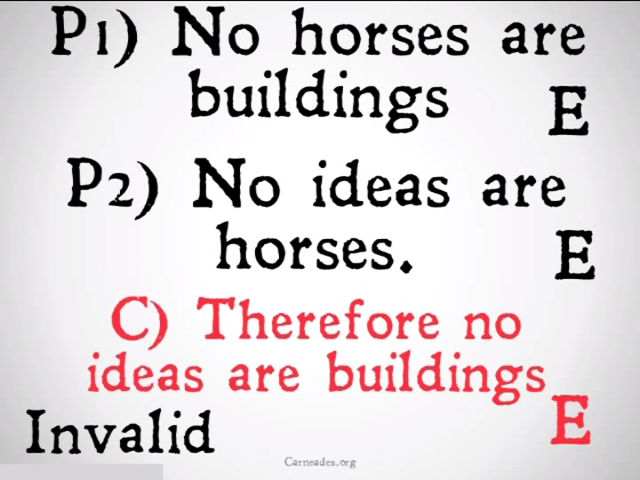 P1) No horses are
buildings E
P2) No ideas are
horses. E
C) Therefore no
ideas are buildings
E
Invalid
Carneades.org